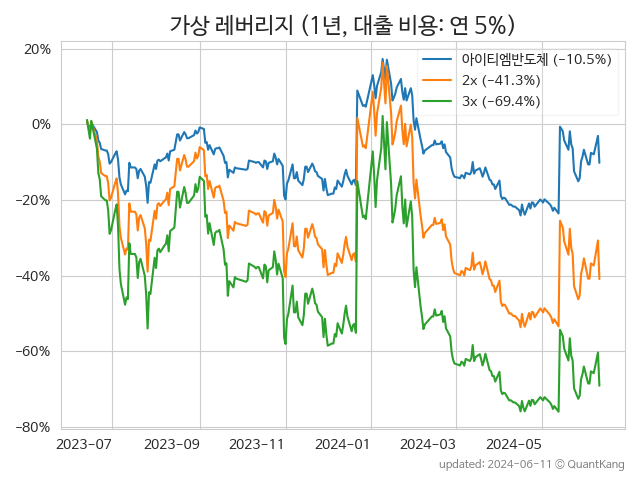 가상 레버리지 (1년, 대출 비용: 연 5%)
아이티엠반도체 (−10.5%)
2x (−41.3%)
3x (−69.4%)
20%
0%
−20%
−40%
−60%
−80%
2023-07 2023-09 2023-11 2024-01 2024-03 2024-05
updated: 2024-06-11 © QuantKang